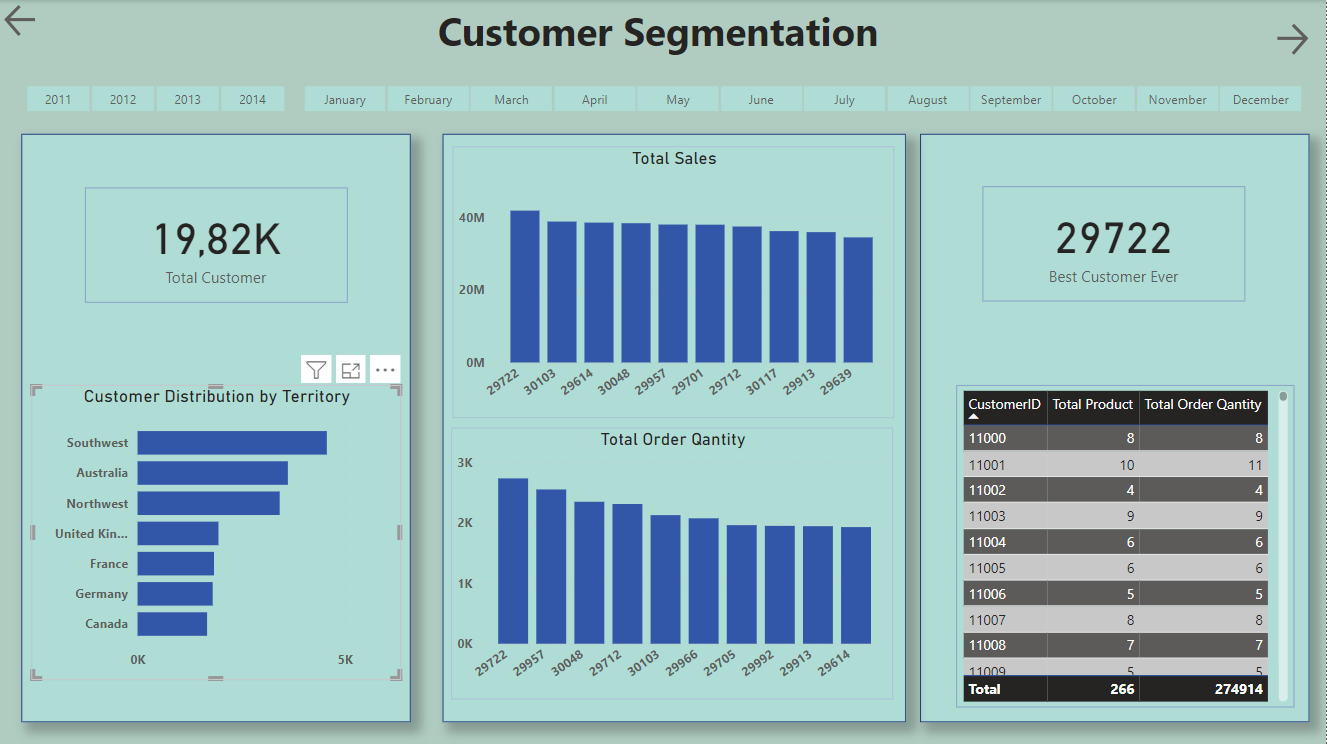 Customer Segmentation
2011 2012 2013 2014 January February March April May June July August September October November December
19,82K
Total Customer
Customer Distribution by Territory
Southwest
Australia
Northwest
United Kin...
France
Germany
Canada
0K 5K
Total Sales
40M
20M
0M
29722 30103 29614 30048 29957 29701 29712 30117 29913 29639
Total Order Qantity
3K
2K
1K
0K
29722 29957 30048 29712 30103 29966 29705 29992 29913 29614
29722
Best Customer Ever
CustomerID Total Product Total Order Qantity
11000 8 8
11001 10 11
11002 4 4
11003 9 9
11004 6 6
11005 6 6
11006 5 5
11007 8 8
11008 7 7
11009 5 5
Total 266 274914